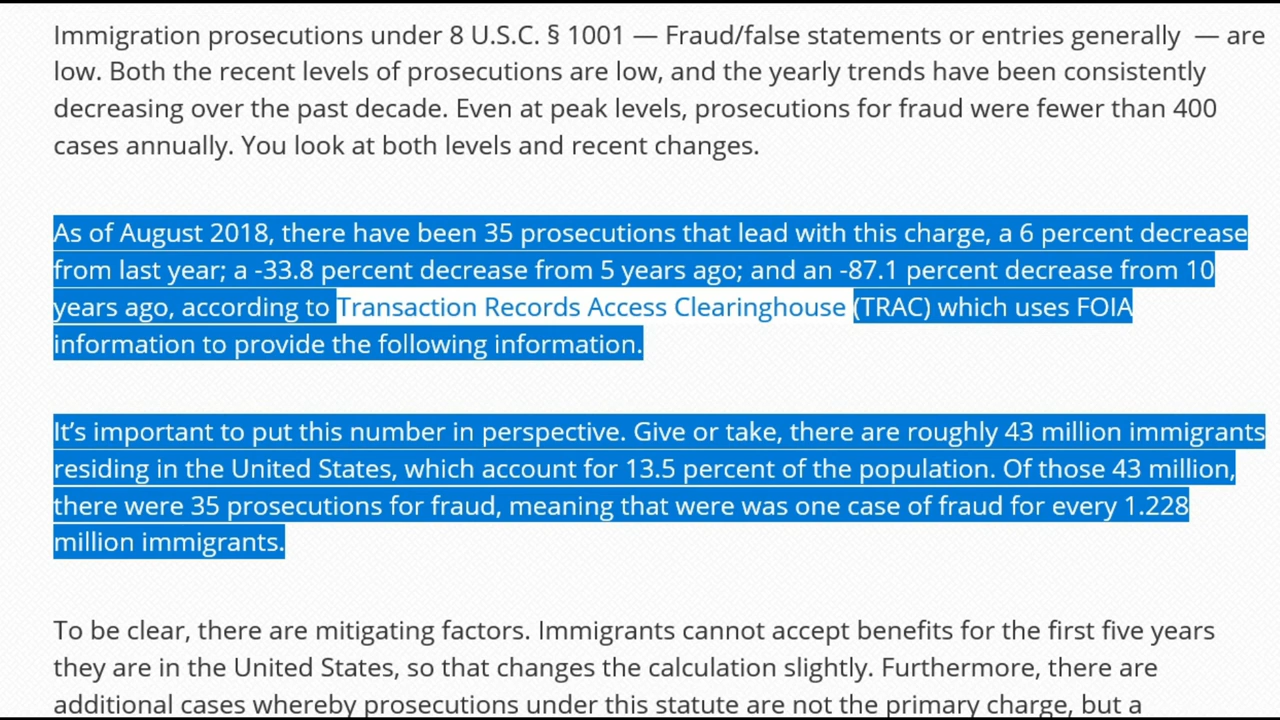 Immigration prosecutions under 8 U.S.C. § 1001 — Fraud/false statements or entries generally — are
low. Both the recent levels of prosecutions are low, and the yearly trends have been consistently
decreasing over the past decade. Even at peak levels, prosecutions for fraud were fewer than 400
cases annually. You look at both levels and recent changes.
As of August 2018, there have been 35 prosecutions that lead with this charge, a 6 percent decrease
from last year; a -33.8 percent decrease from 5 years ago; and an -87.1 percent decrease from 10
years ago, according to Transaction Records Access Clearinghouse (TRAC) which uses FOIA
information to provide the following information.
It’s important to put this number in perspective. Give or take, there are roughly 43 million immigrants
residing in the United States, which account for 13.5 percent of the population. Of those 43 million,
there were 35 prosecutions for fraud, meaning that were was one case of fraud for every 1.228
million immigrants.
To be clear, there are mitigating factors. Immigrants cannot accept benefits for the first five years
they are in the United States, so that changes the calculation slightly. Furthermore, there are
additional cases whereby prosecutions under this statute are not the primary charge, but a